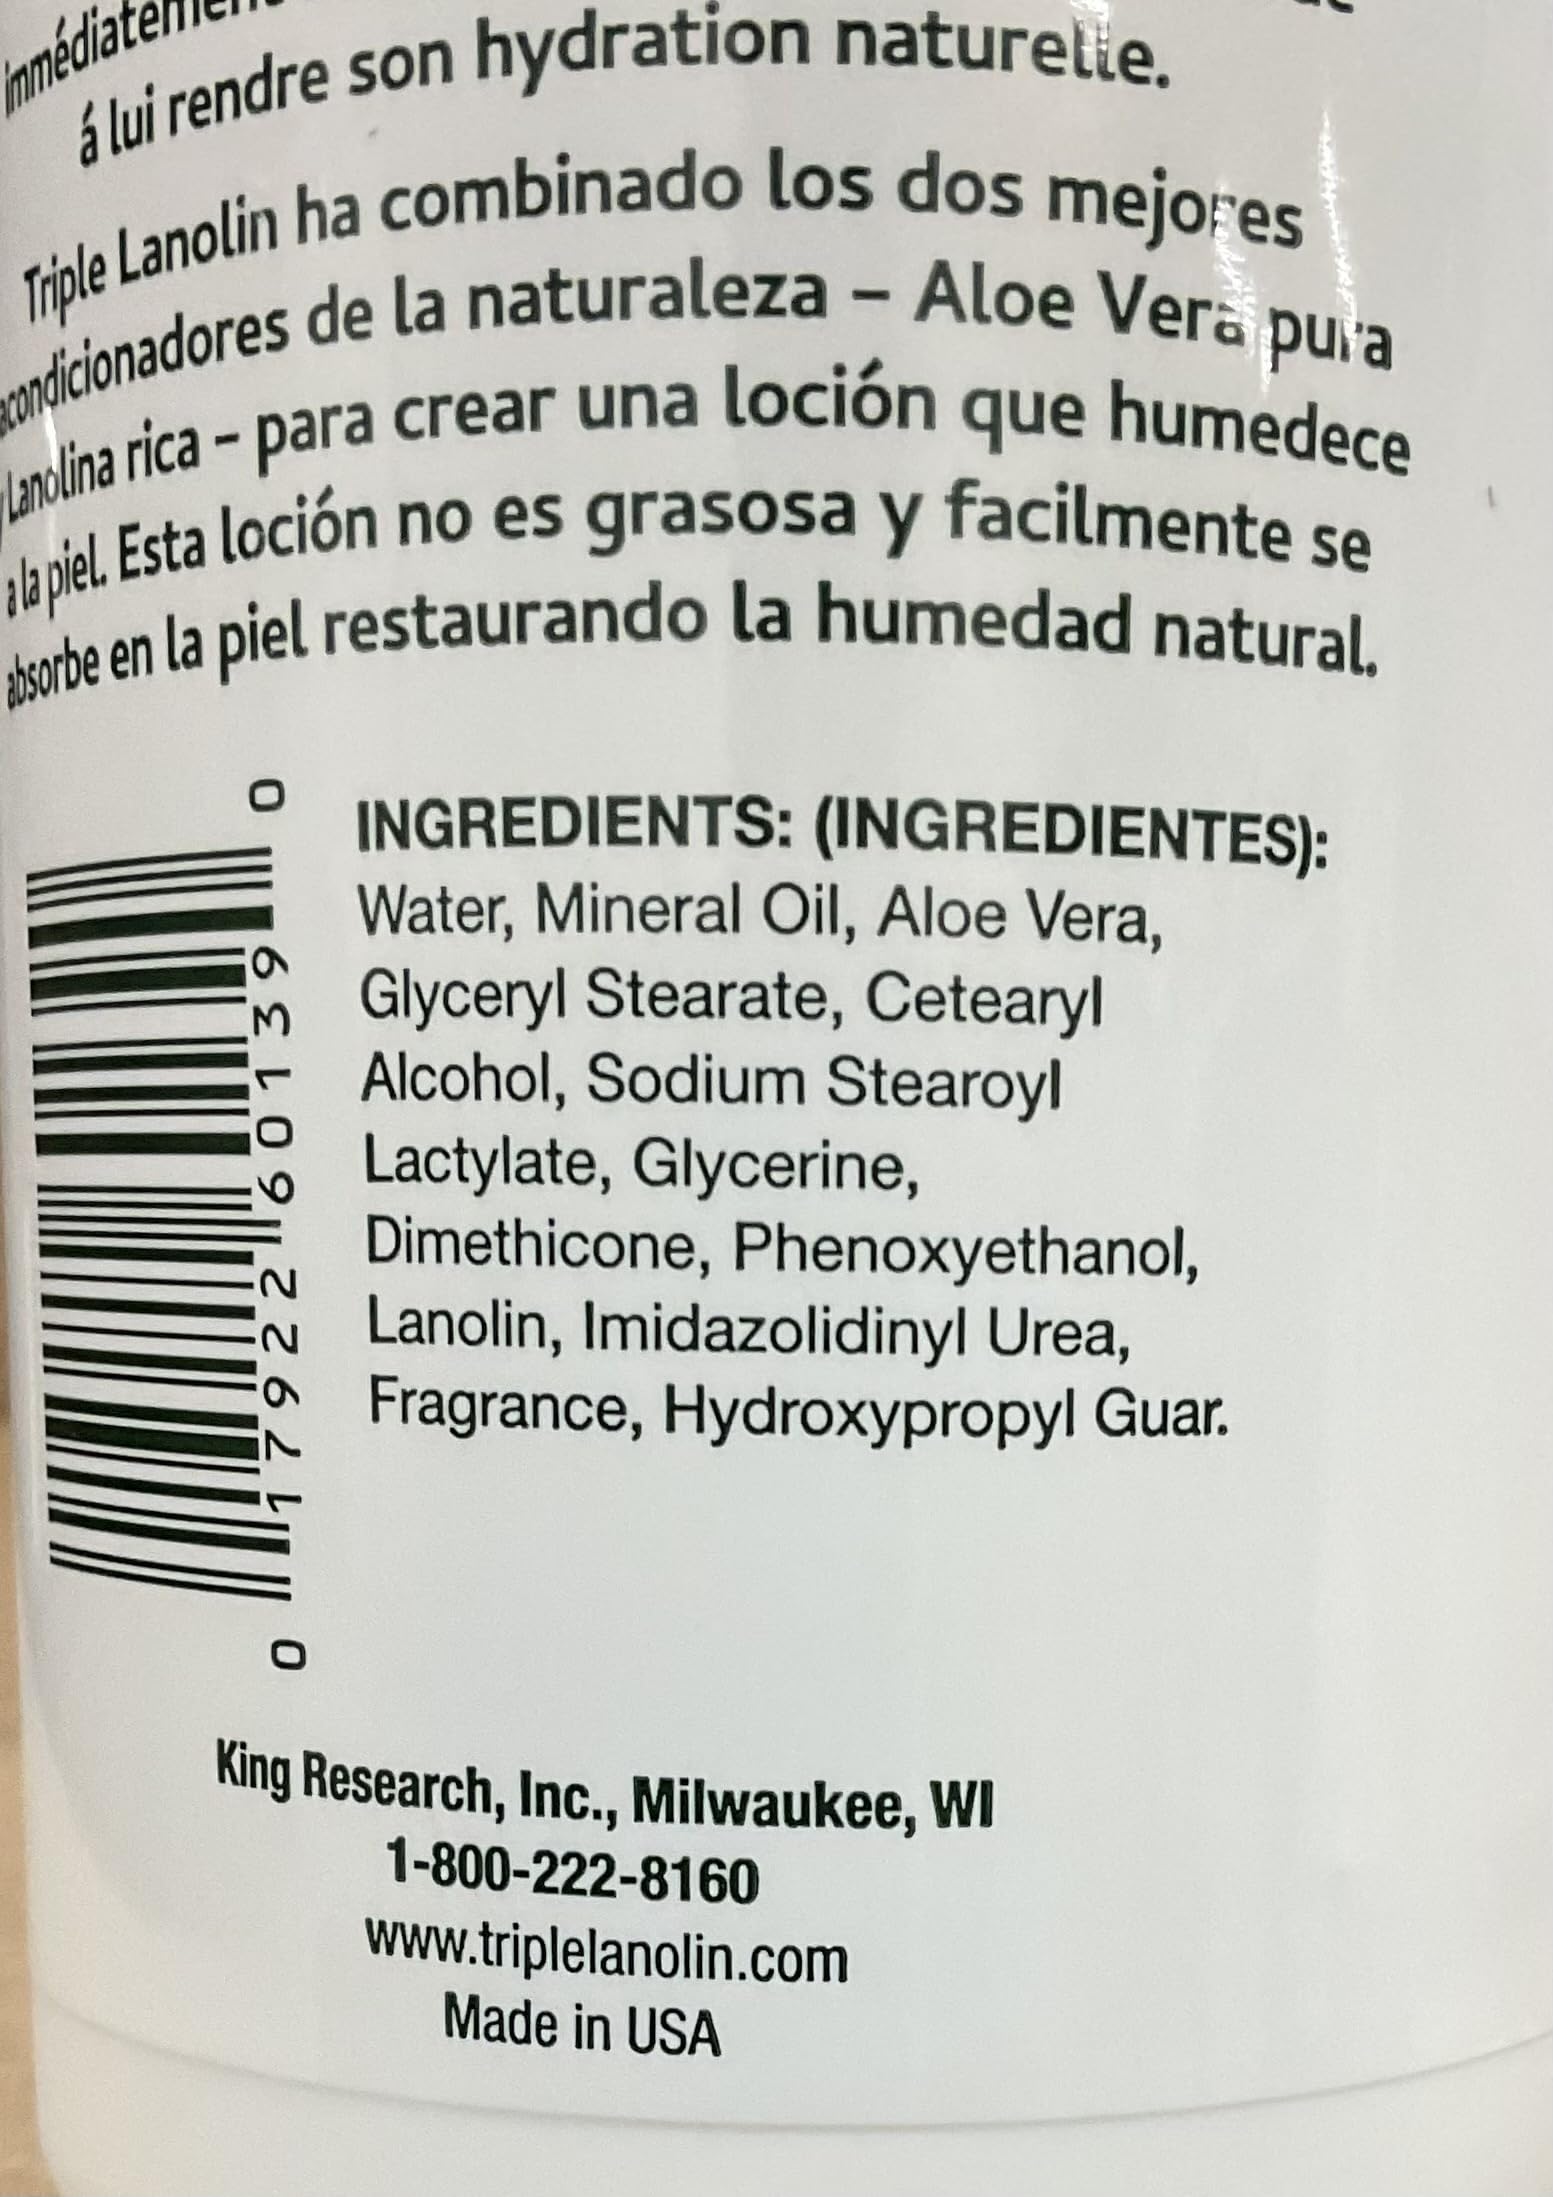 immédiatement
á lui rendre son hydration naturelle.
Triple Lanolin ha combinado los dos mejores
acondicionadores de la naturaleza – Aloe Vera pura
y Lanolina rica – para crear una loción que humedece
a la piel. Esta loción no es grasosa y facilmente se
absorbe en la piel restaurando la humedad natural.
INGREDIENTS: (INGREDIENTES):
Water, Mineral Oil, Aloe Vera,
Glyceryl Stearate, Cetearyl
Alcohol, Sodium Stearoyl
Lactylate, Glycerine,
Dimethicone, Phenoxyethanol,
Lanolin, Imidazolidinyl Urea,
Fragrance, Hydroxypropyl Guar.
0 17922 60139 0
King Research, Inc., Milwaukee, WI
1-800-222-8160
www.triplelanolin.com
Made in USA